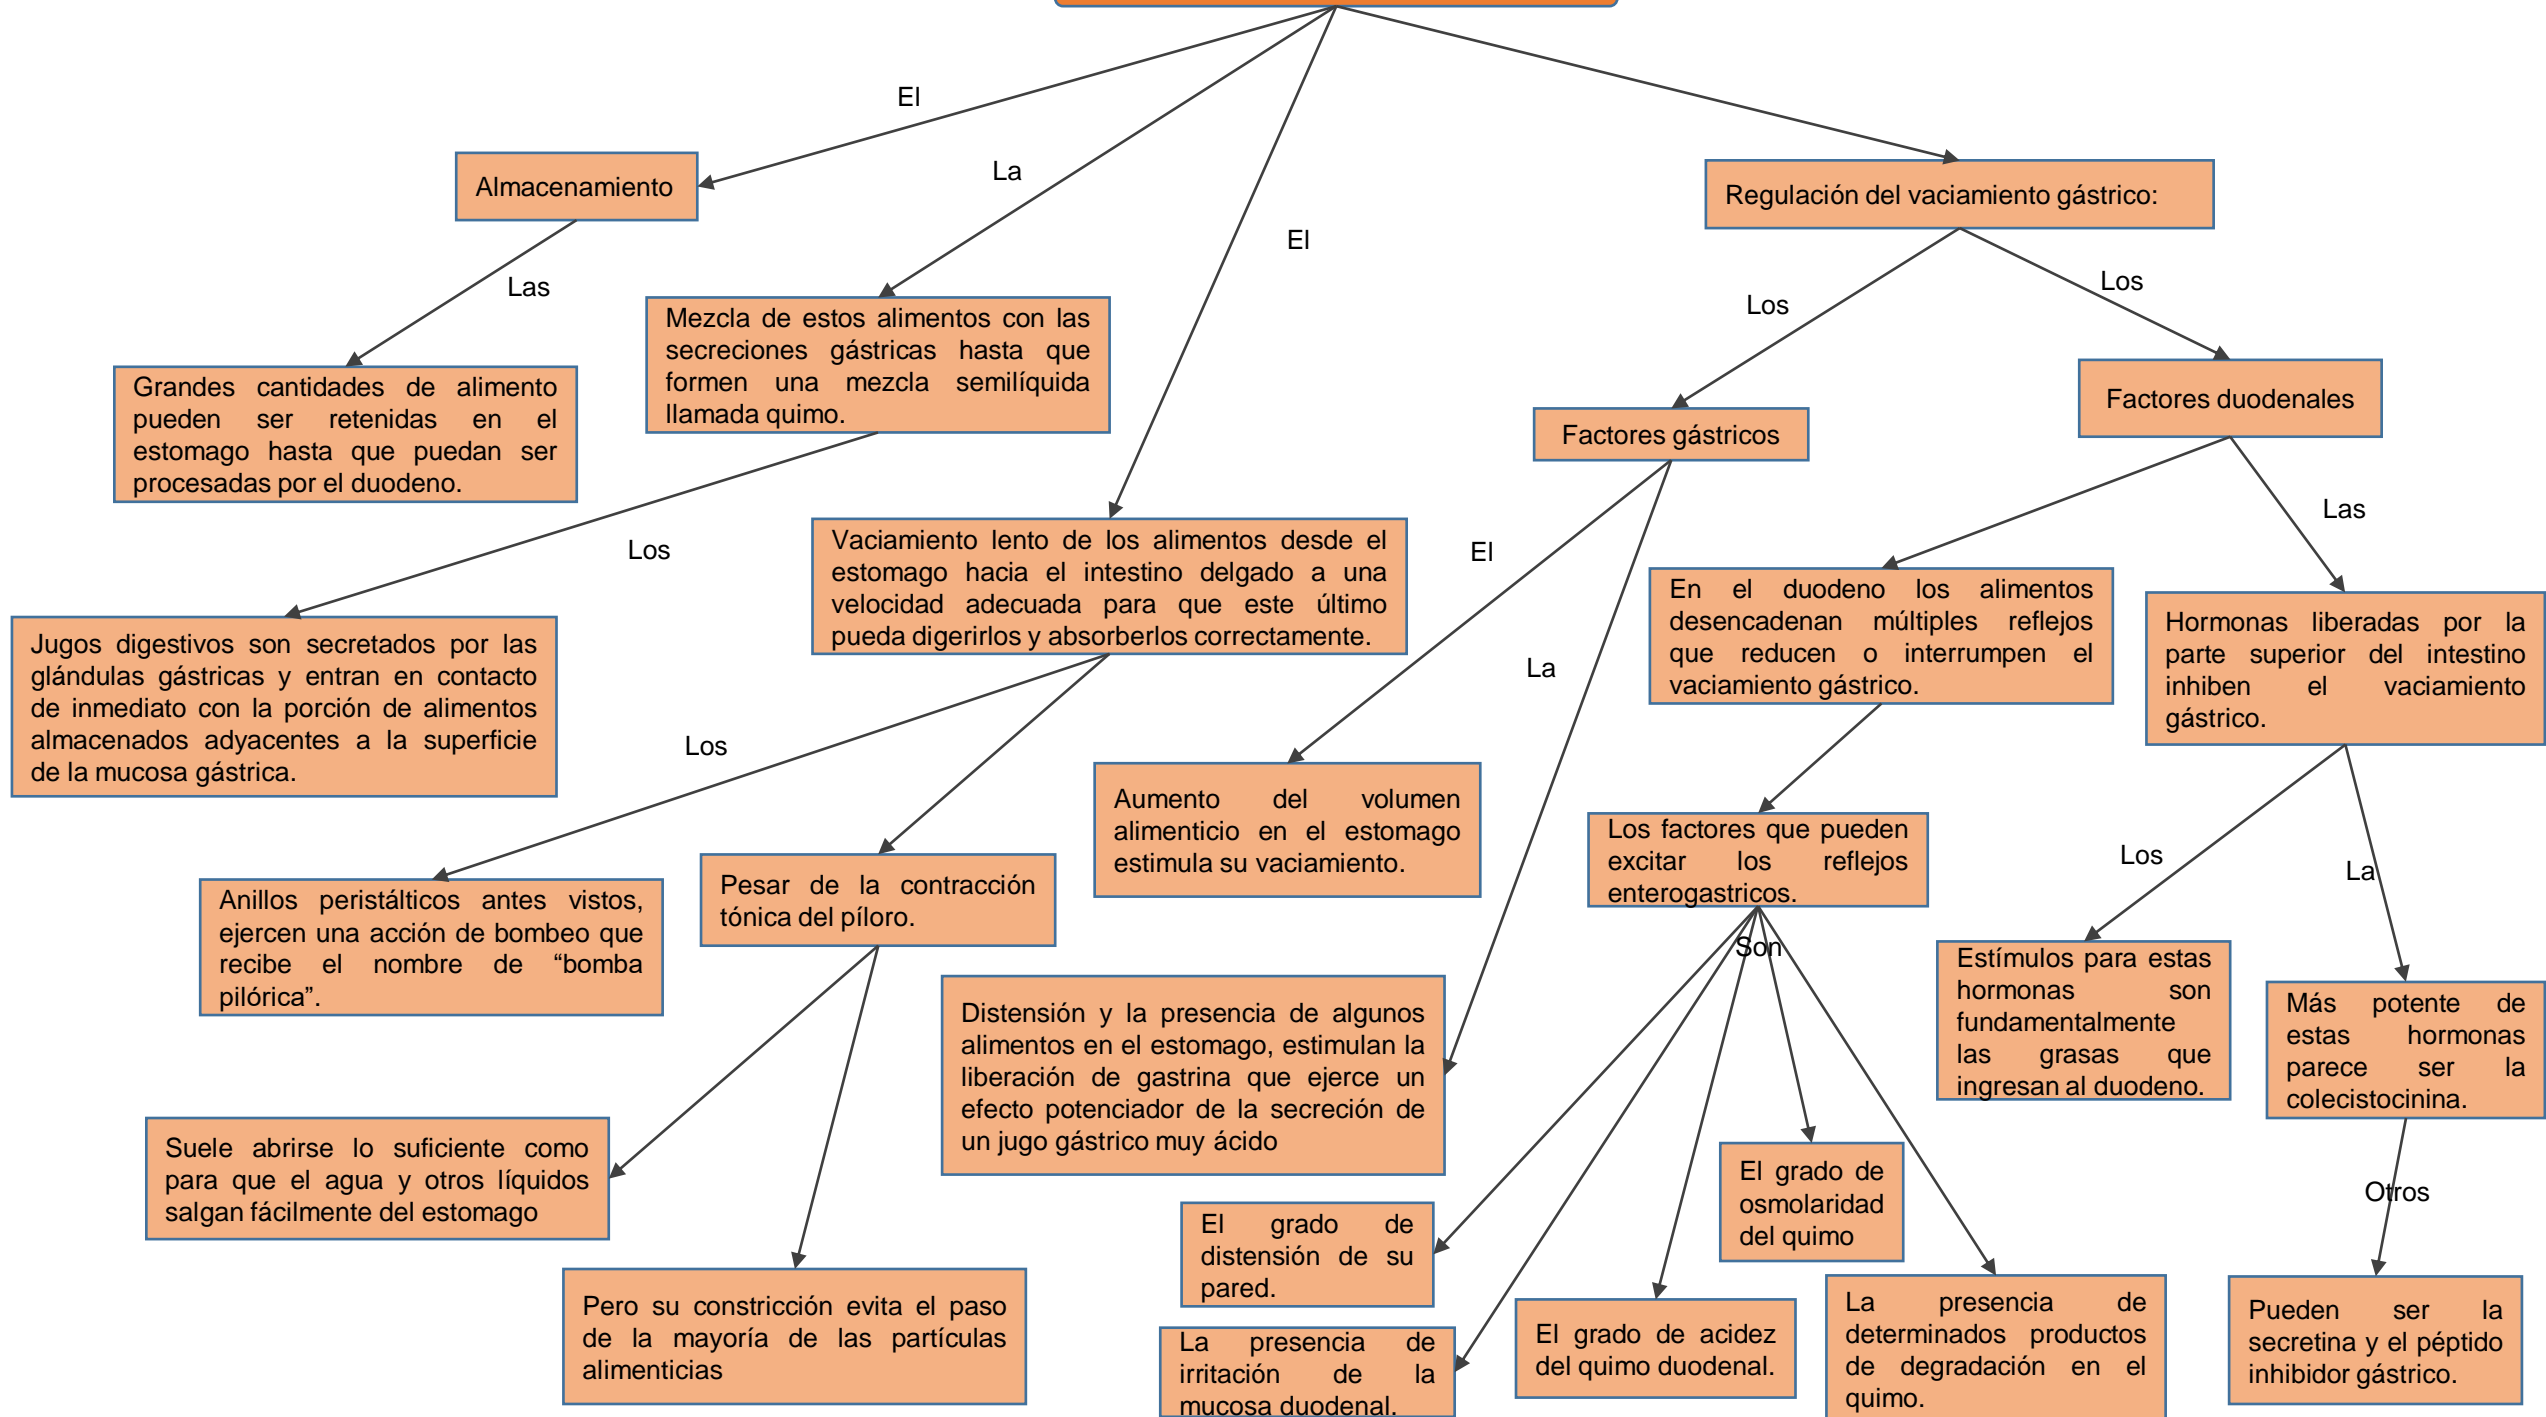 El
Almacenamiento
La
Regulación del vaciamiento gástrico:
El
Las
Los
Los
Mezcla de estos alimentos con las
secreciones gástricas hasta que
formen una mezcla semilíquida
llamada quimo.
Grandes cantidades de alimento
pueden ser retenidas en el
estomago hasta que puedan ser
procesadas por el duodeno.
Factores duodenales
Factores gástricos
Las
Los
El
Vaciamiento lento de los alimentos desde el
estomago hacia el intestino delgado a una
velocidad adecuada para que este último
pueda digerirlos y absorberlos correctamente.
En el duodeno los alimentos
desencadenan múltiples reflejos
que reducen o interrumpen el
vaciamiento gástrico.
Hormonas liberadas por la
parte superior del intestino
inhiben el vaciamiento
gástrico.
Jugos digestivos son secretados por las
glándulas gástricas y entran en contacto
de inmediato con la porción de alimentos
almacenados adyacentes a la superficie
de la mucosa gástrica.
La
Los
Aumento del volumen
alimenticio en el estomago
estimula su vaciamiento.
Los factores que pueden
excitar los reflejos
enterogastricos.
Los
La
Anillos peristálticos antes vistos,
ejercen una acción de bombeo que
recibe el nombre de “bomba
pilórica”.
Pesar de la contracción
tónica del píloro.
Son
Estímulos para estas
hormonas son
fundamentalmente
las grasas que
ingresan al duodeno.
Más potente de
estas hormonas
parece ser la
colecistocinina.
Distensión y la presencia de algunos
alimentos en el estomago, estimulan la
liberación de gastrina que ejerce un
efecto potenciador de la secreción de
un jugo gástrico muy ácido
Suele abrirse lo suficiente como
para que el agua y otros líquidos
salgan fácilmente del estomago
El grado de
osmolaridad
del quimo
Otros
El grado de
distensión de su
pared.
Pero su constricción evita el paso
de la mayoría de las partículas
alimenticias
La presencia de
irritación de la
mucosa duodenal.
El grado de acidez
del quimo duodenal.
La presencia de
determinados productos
de degradación en el
quimo.
Pueden ser la
secretina y el péptido
inhibidor gástrico.